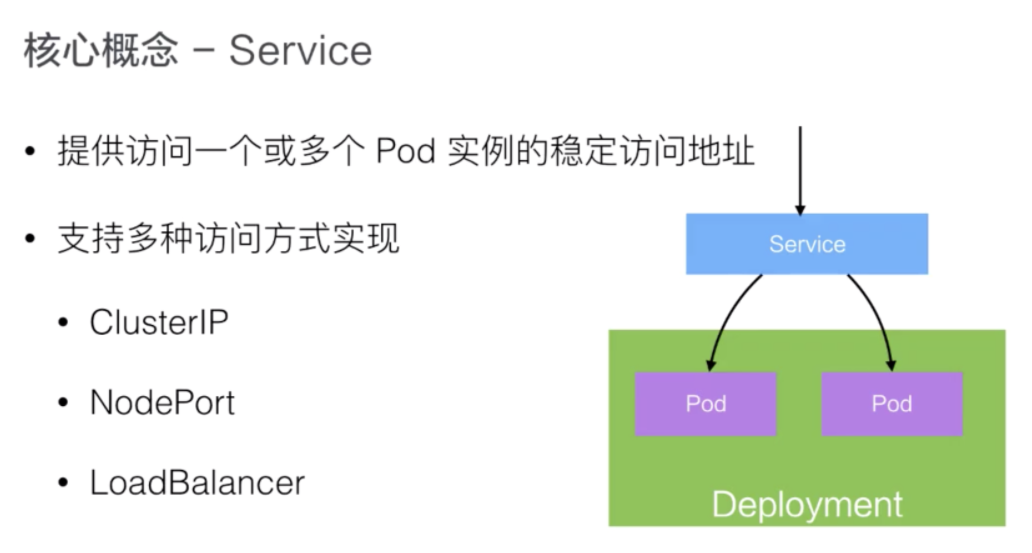 核心概念 – Service
• 提供访问一个或多个 Pod 实例的稳定访问地址
• 支持多种访问方式实现
• ClusterIP
• NodePort
• LoadBalancer
Service
Pod
Pod
Deployment